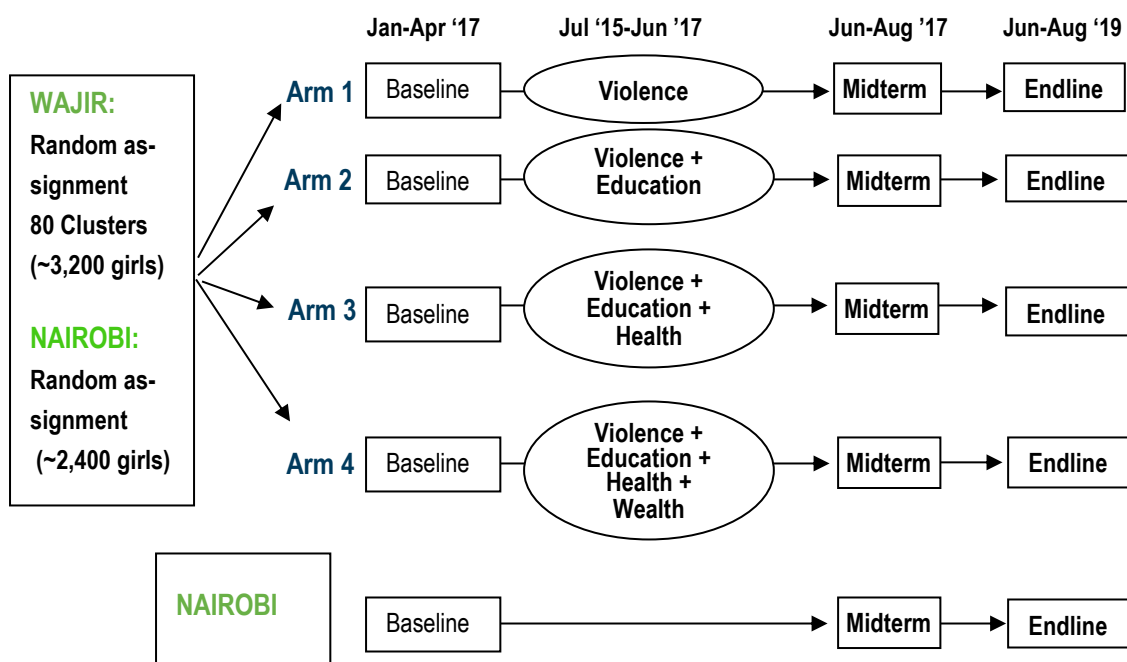 Jan-Apr ‘17
Jul ‘15-Jun ‘17
Jun-Aug ‘17
Jun-Aug ‘19
WAJIR:
Random as-
signment
80 Clusters
(~3,200 girls)
NAIROBI:
Random as-
signment
(~2,400 girls)
Arm 1
Baseline
Violence
Midterm
Endline
Arm 2
Baseline
Violence +
Education
Midterm
Endline
Arm 3
Baseline
Violence +
Education +
Health
Midterm
Endline
Arm 4
Baseline
Violence +
Education +
Health +
Wealth
Midterm
Endline
NAIROBI
Baseline
Midterm
Endline